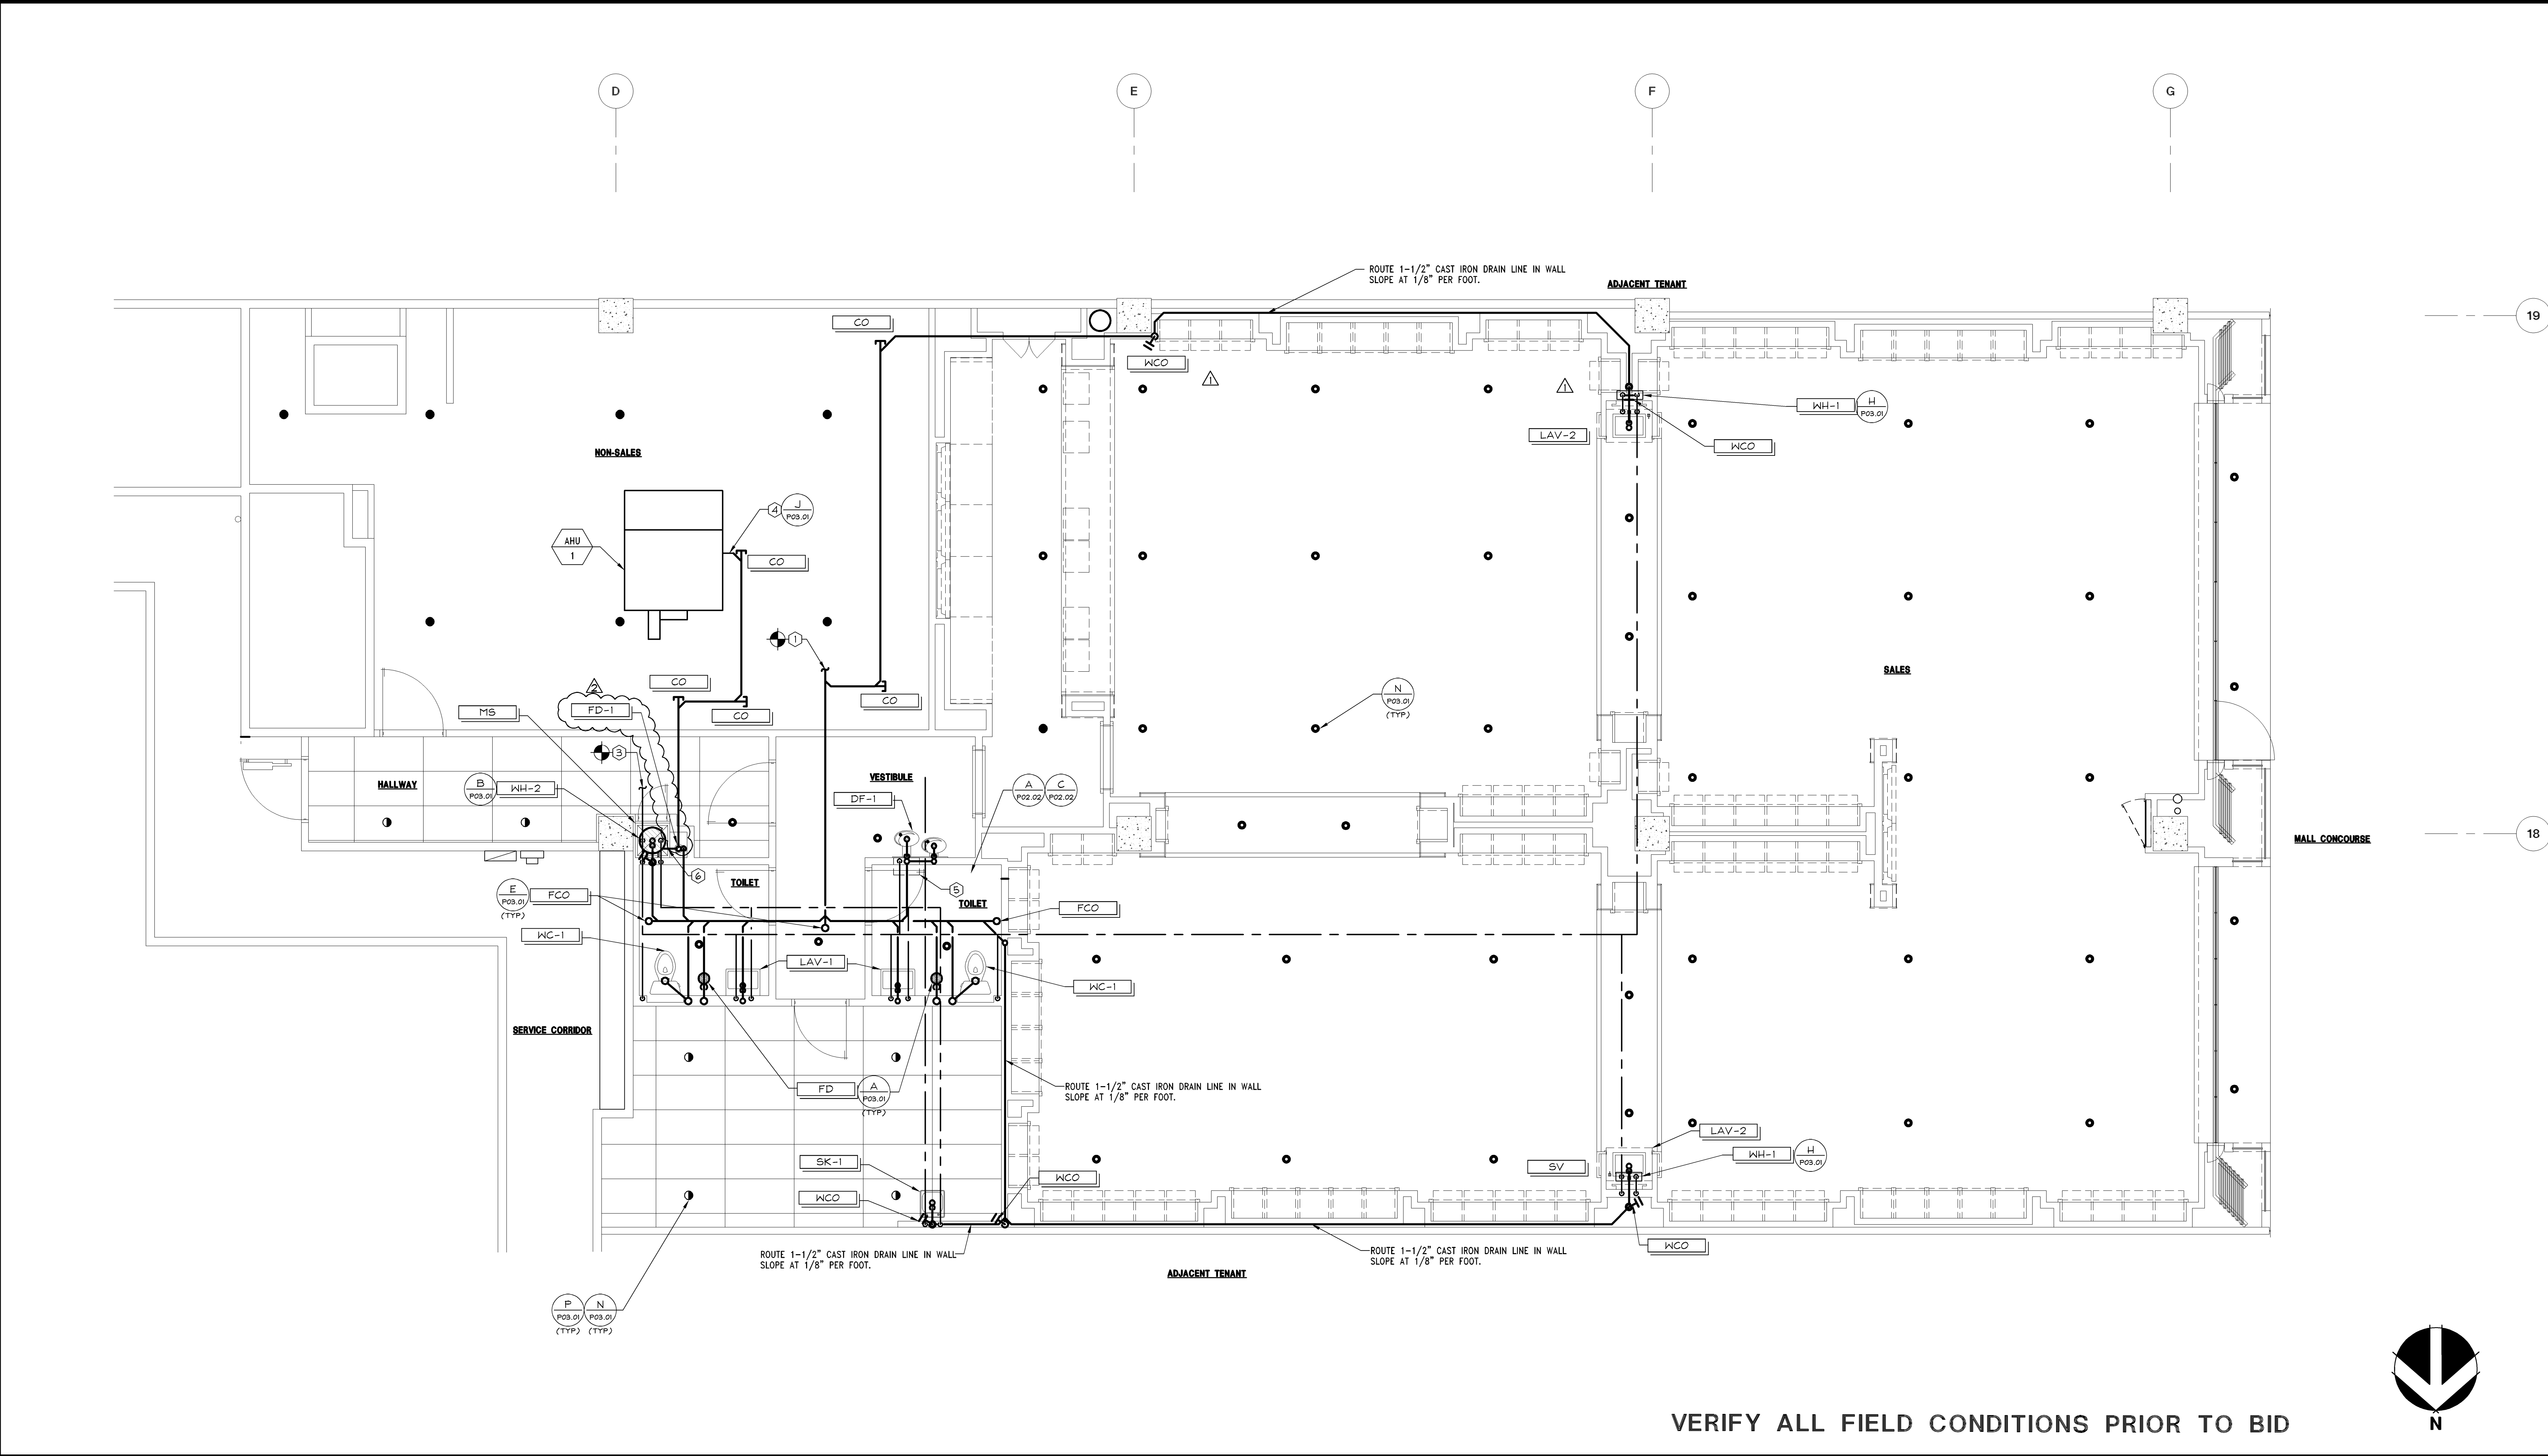 D
E
F
G
ROUTE 1-1/2" CAST IRON DRAIN LINE IN WALL
SLOPE AT 1/8" PER FOOT.
ADJACENT TENANT
19
CO
WCO
1
1
WH-1
H
P03.01
LAV-2
WCO
NON-SALES
4
J
P03.01
AHU
1
CO
1
SALES
CO
2
CO
N
P03.01
(TYP)
MS
FD-1
CO
3
VESTIBULE
HALLWAY
B
P03.01
WH-2
DF-1
A
P02.02
C
P02.02
18
MALL CONCOURSE
6
TOILET
5
TOILET
E
P03.01
(TYP)
FCO
FCO
WC-1
LAV-1
WC-1
SERVICE CORRIDOR
FD
A
P03.01
(TYP)
ROUTE 1-1/2" CAST IRON DRAIN LINE IN WALL
SLOPE AT 1/8" PER FOOT.
LAV-2
SK-1
SV
WH-1
H
P03.01
WCO
WCO
WCO
ROUTE 1-1/2" CAST IRON DRAIN LINE IN WALL
SLOPE AT 1/8" PER FOOT.
ROUTE 1-1/2" CAST IRON DRAIN LINE IN WALL
SLOPE AT 1/8" PER FOOT.
ADJACENT TENANT
P
P03.01
(TYP)
N
P03.01
(TYP)
VERIFY ALL FIELD CONDITIONS PRIOR TO BID
N